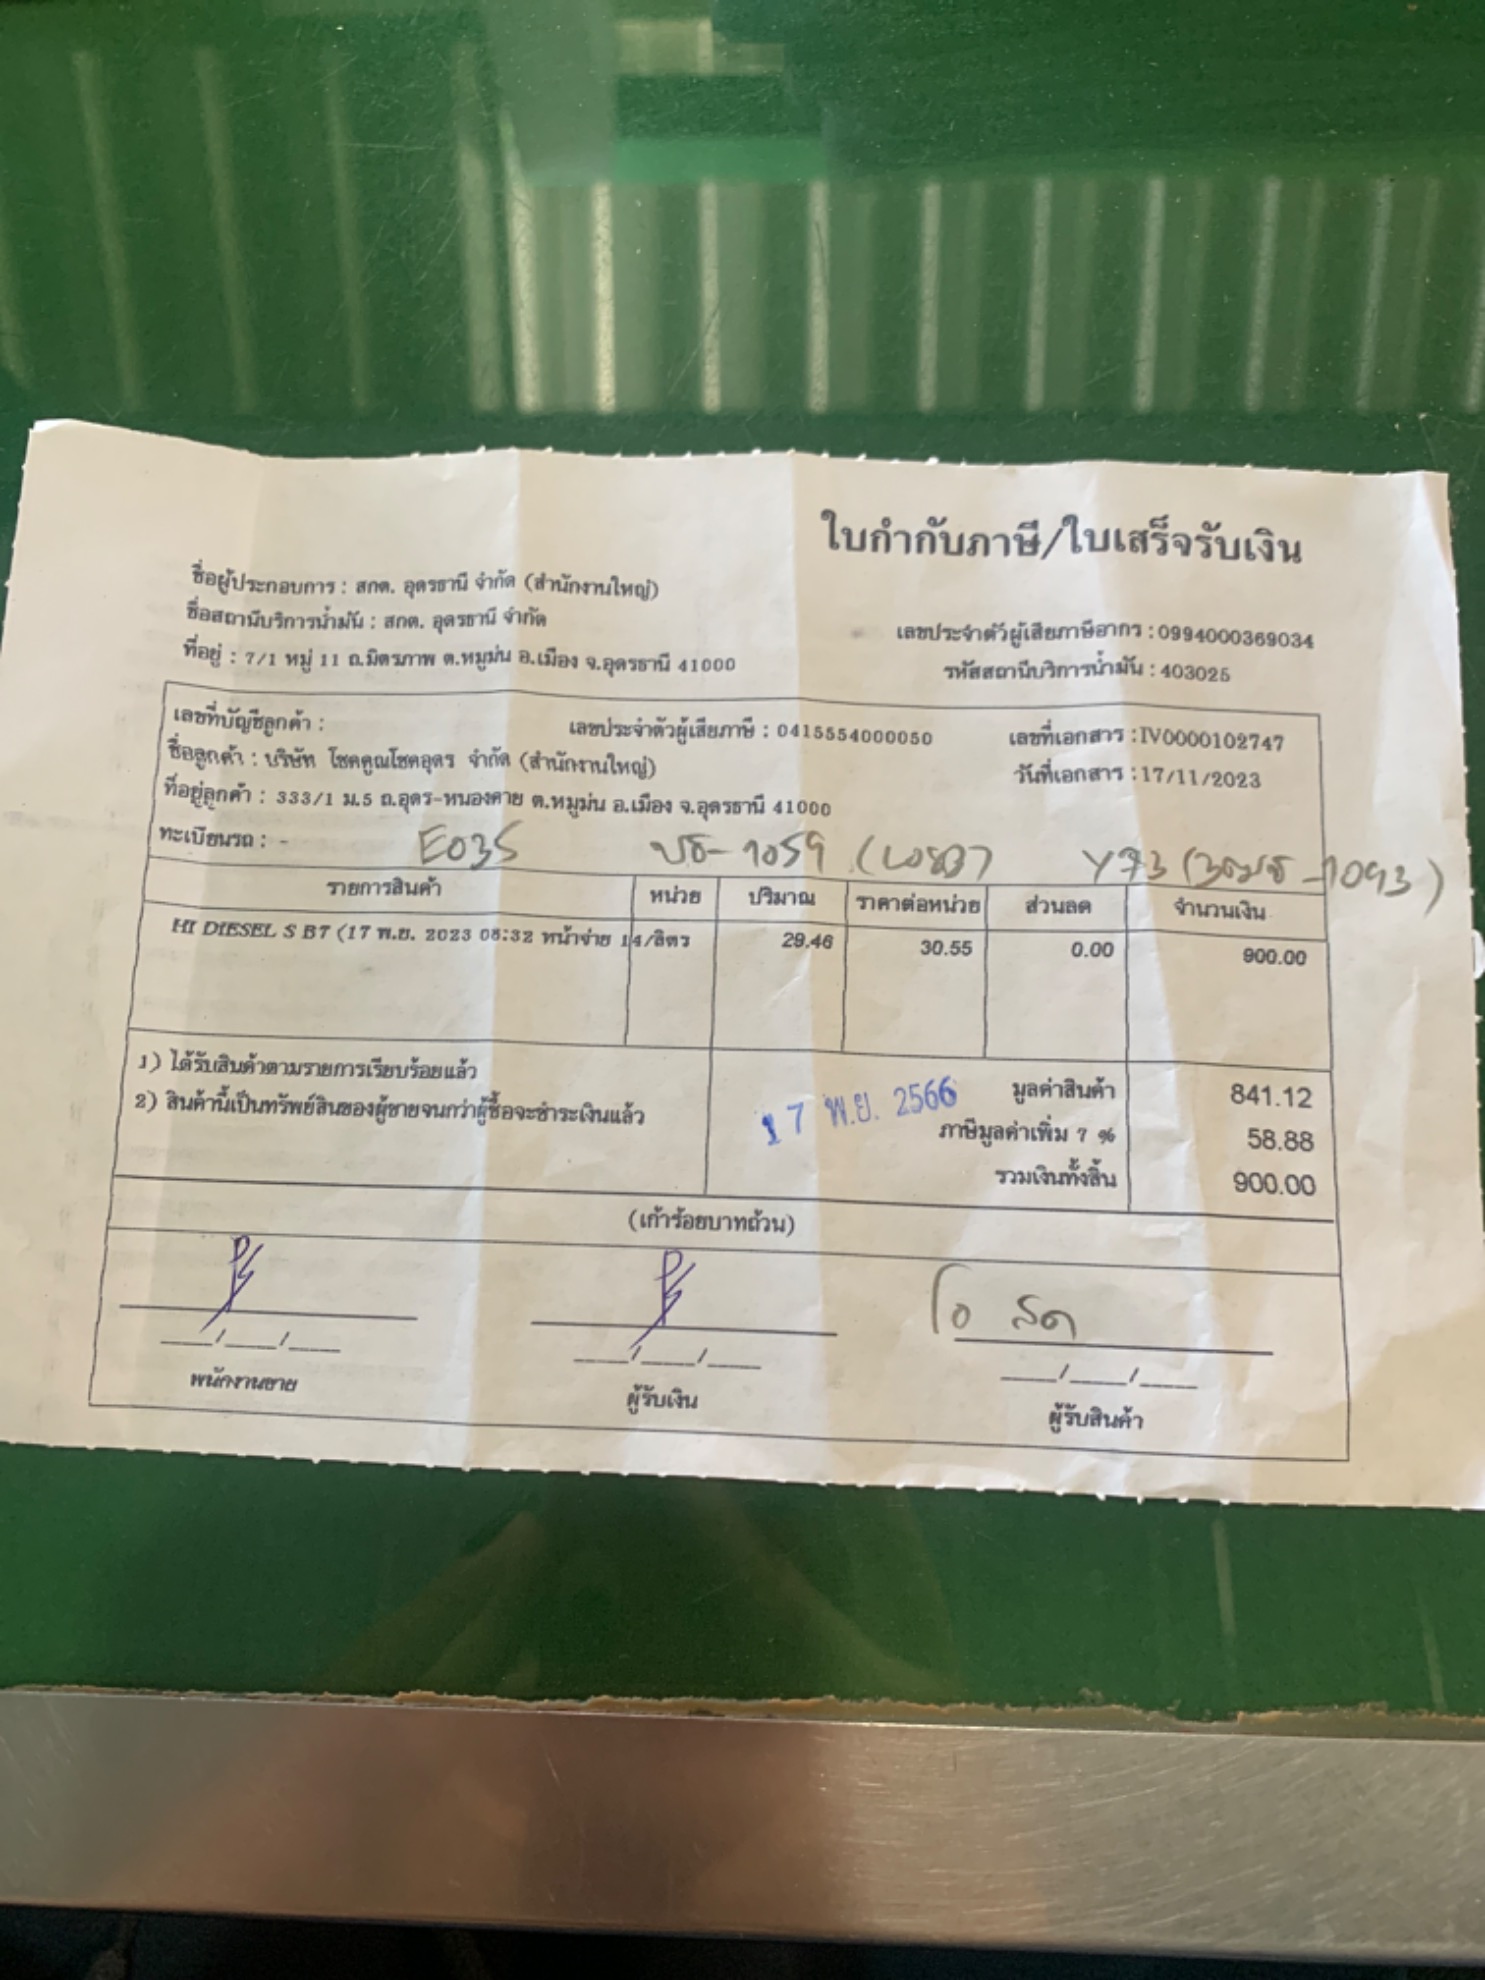 ใบกำกับภาษี/ใบเสร็จรับเงิน
ชื่อผู้ประกอบการ : สกต. อุดรธานี จำกัด (สำนักงานใหญ่)
ชื่อสถานีบริการน้ำมัน : สกต. อุดรธานี จำกัด
เลขประจำตัวผู้เสียภาษีอากร : 0994000369034
ที่อยู่ : 7/1 หมู่ 11 ถ.มิตรภาพ ต.หมูม่น อ.เมือง จ.อุดรธานี 41000
รหัสสถานีบริการน้ำมัน : 403025
เลขที่บัญชีลูกค้า : เลขประจำตัวผู้เสียภาษี : 0415554000050 เลขที่เอกสาร : IV0000102747
ชื่อลูกค้า : บริษัท โชคคูณโชคอุดร จำกัด (สำนักงานใหญ่) วันที่เอกสาร : 17/11/2023
ที่อยู่ลูกค้า : 333/1 ม.5 ถ.อุดร-หนองคาย ต.หมูม่น อ.เมือง จ.อุดรธานี 41000
ทะเบียนรถ : - E035 บธ-1059 Y73
รายการสินค้า หน่วย ปริมาณ ราคาต่อหน่วย ส่วนลด จำนวนเงิน
HI DIESEL S B7 (17 พ.ย. 2023 08:32 หน้าจ่าย 14/ลิตร 29.46 30.55 0.00 900.00
1) ได้รับสินค้าตามรายการเรียบร้อยแล้ว
2) สินค้านี้เป็นทรัพย์สินของผู้ขายจนกว่าผู้ซื้อจะชำระเงินแล้ว
17 พ.ย. 2566
มูลค่าสินค้า 841.12
ภาษีมูลค่าเพิ่ม 7 % 58.88
รวมเงินทั้งสิ้น 900.00
(เก้าร้อยบาทถ้วน)
สด
___/___/___ ___/___/___ ___/___/___
พนักงานขาย ผู้รับเงิน ผู้รับสินค้า